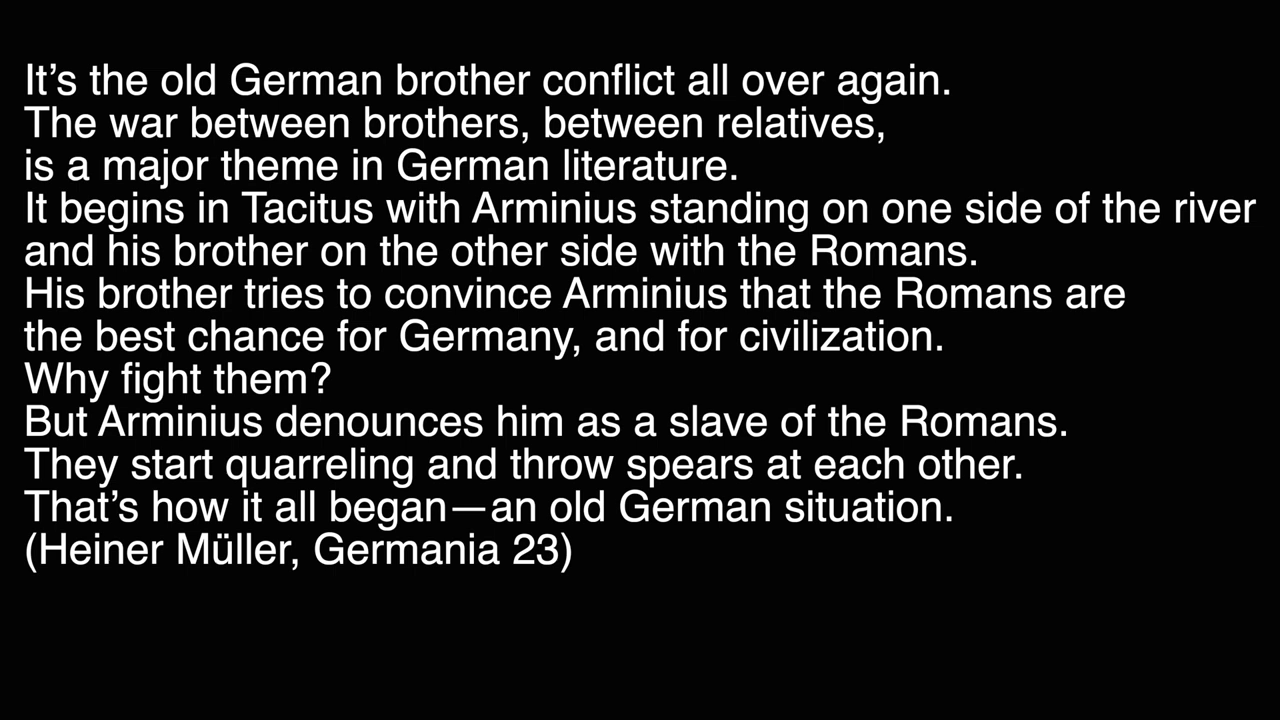 It’s the old German brother conflict all over again.
The war between brothers, between relatives,
is a major theme in German literature.
It begins in Tacitus with Arminius standing on one side of the river
and his brother on the other side with the Romans.
His brother tries to convince Arminius that the Romans are
the best chance for Germany, and for civilization.
Why fight them?
But Arminius denounces him as a slave of the Romans.
They start quarreling and throw spears at each other.
That’s how it all began—an old German situation.
(Heiner Müller, Germania 23)